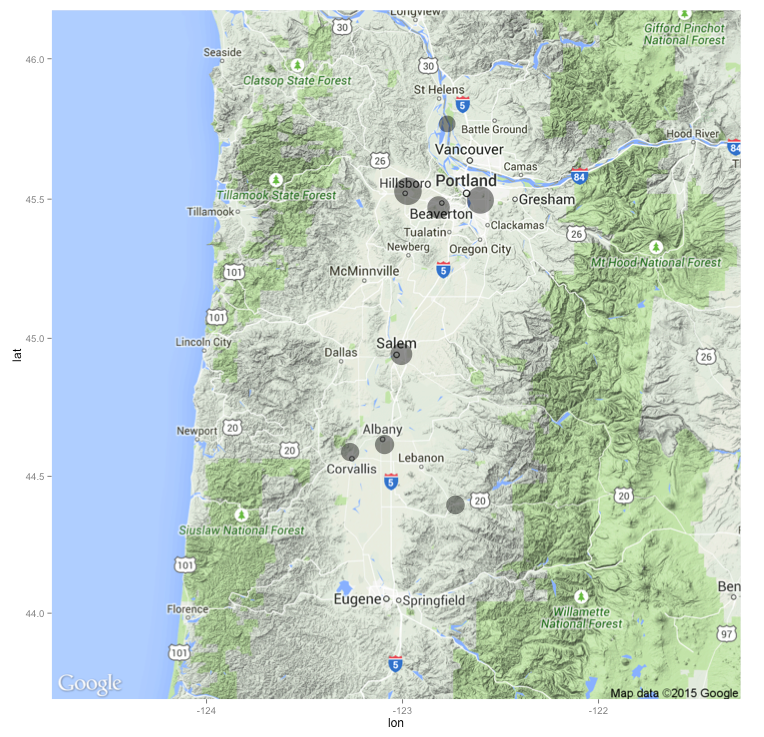 Longview
30
Gifford Pinchot
National Forest
46.0
Seaside
30
Clatsop State Forest
St Helens
5
Battle Ground
Hood River
84
Vancouver
26
Camas
84
Hillsboro
Portland
Tillamook State Forest
45.5
Gresham
Tillamook
Beaverton
Clackamas
Tualatin
26
Newberg
Oregon City
Mt Hood National Forest
101
McMinnville
5
101
45.0
Lincoln City
Salem
Dallas
26
lat
Newport
20
Albany
20
Lebanon
Corvallis
44.5
5
20
20
Siuslaw National Forest
101
Ben
Eugene
Springfield
44.0
Florence
Willamette
National Forest
97
101
5
Google
Map data ©2015 Google
-124
-123
-122
lon